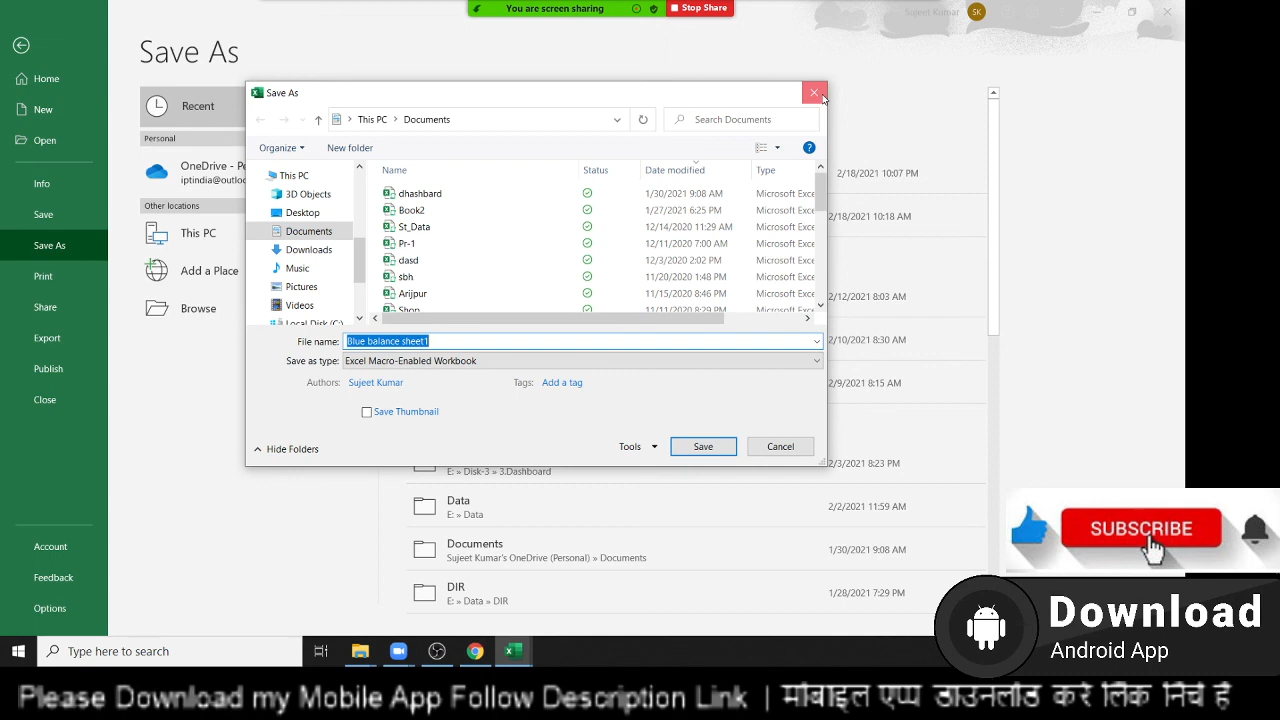 You are screen sharing
Stop Share
Sujeet Kumar
SK
Save As
Home
New
Open
Info
Save
Save As
Print
Share
Export
Publish
Close
Account
Feedback
Options
Recent
Personal
OneDrive - Pe
iptindia@outloo
Other locations
This PC
Add a Place
Browse
Save As
This PC
Documents
Search Documents
Organize
New folder
This PC
3D Objects
Desktop
Documents
Downloads
Music
Pictures
Videos
Local Disk (C:)
Name Status Date modified Type
dhashbard 1/30/2021 9:08 AM Microsoft Exce
Book2 1/27/2021 6:25 PM Microsoft Exce
St_Data 12/14/2020 11:29 AM Microsoft Exce
Pr-1 12/11/2020 7:00 AM Microsoft Exce
dasd 12/3/2020 2:02 PM Microsoft Exce
sbh 11/20/2020 1:48 PM Microsoft Exce
Arijpur 11/15/2020 8:46 PM Microsoft Exce
Shop 11/11/2020 8:29 PM Microsoft Exce
File name: Blue balance sheet1
Save as type: Excel Macro-Enabled Workbook
Authors: Sujeet Kumar
Tags: Add a tag
Save Thumbnail
Hide Folders
Tools
Save
Cancel
2/18/2021 10:07 PM
2/18/2021 10:18 AM
2/12/2021 8:03 AM
2/10/2021 8:30 AM
2/9/2021 8:15 AM
2/3/2021 8:23 PM
E: » Disk-3 » 3.Dashboard
Data 2/2/2021 11:59 AM
E: » Data
Documents 1/30/2021 9:08 AM
Sujeet Kumar's OneDrive (Personal) » Documents
DIR 1/28/2021 7:29 PM
E: » Data » DIR
SUBSCRIBE
Download
Android App
Type here to search
Please Download my Mobile App Follow Description Link | मोबाइल एप्प डाउनलोड करे लिंक निचे है